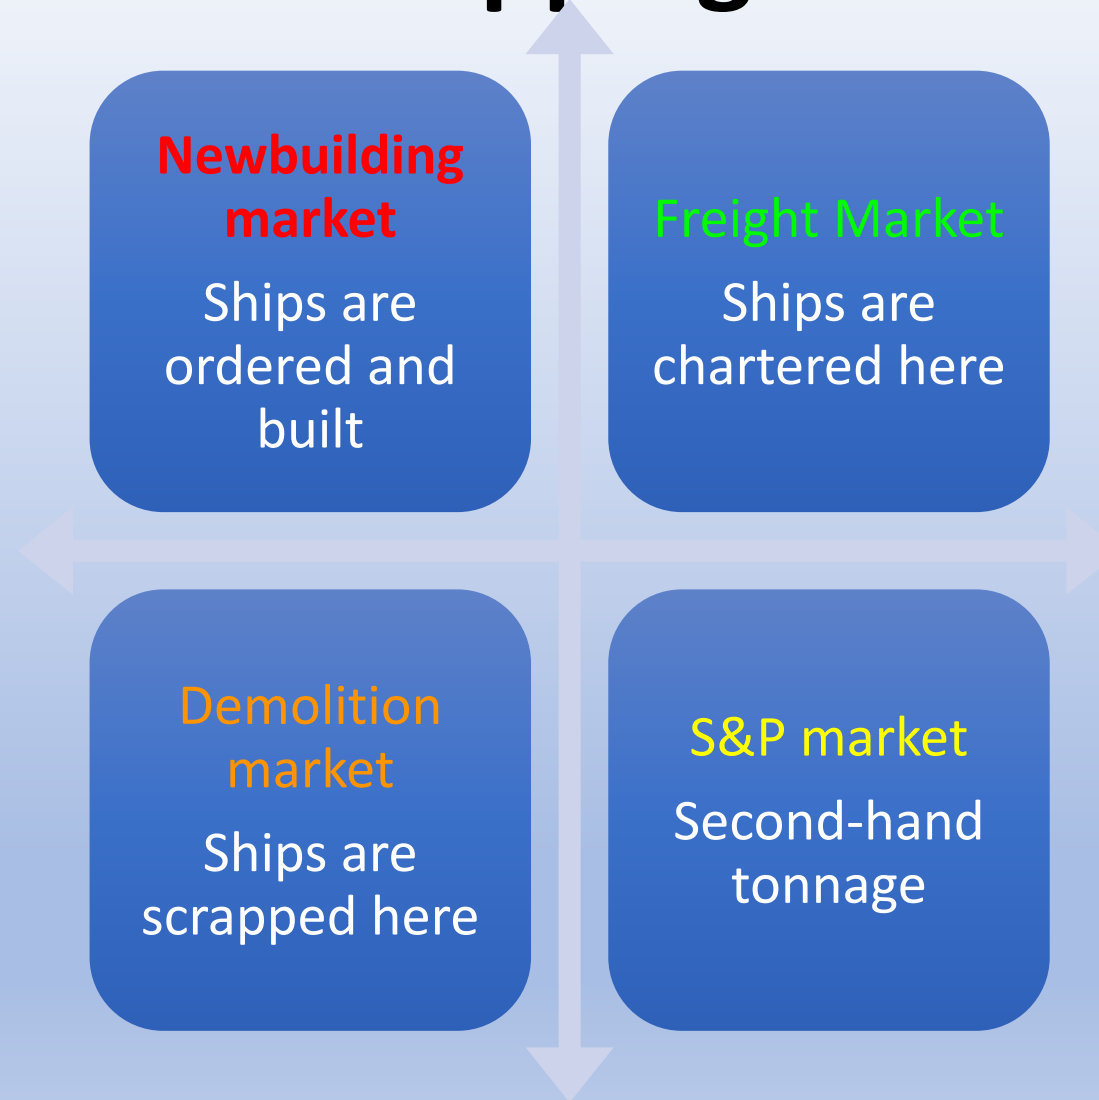 Newbuilding
market
Ships are
ordered and
built
Freight Market
Ships are
chartered here
Demolition
market
Ships are
scrapped here
S&P market
Second-hand
tonnage